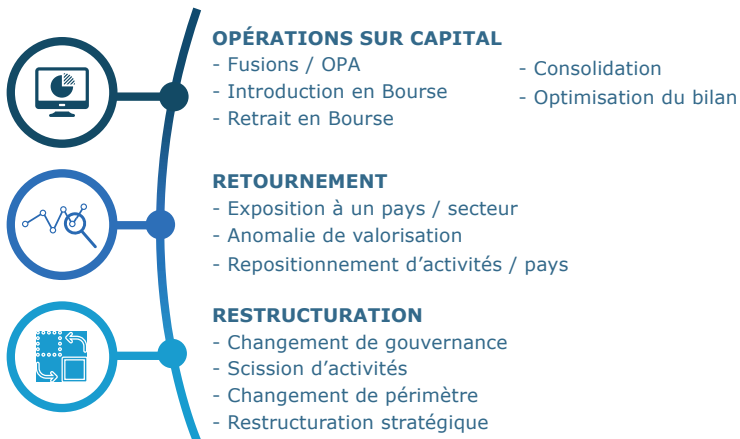 OPÉRATIONS SUR CAPITAL
- Fusions / OPA
- Introduction en Bourse
- Retrait en Bourse
- Consolidation
- Optimisation du bilan
RETOURNEMENT
- Exposition à un pays / secteur
- Anomalie de valorisation
- Repositionnement d’activités / pays
RESTRUCTURATION
- Changement de gouvernance
- Scission d’activités
- Changement de périmètre
- Restructuration stratégique